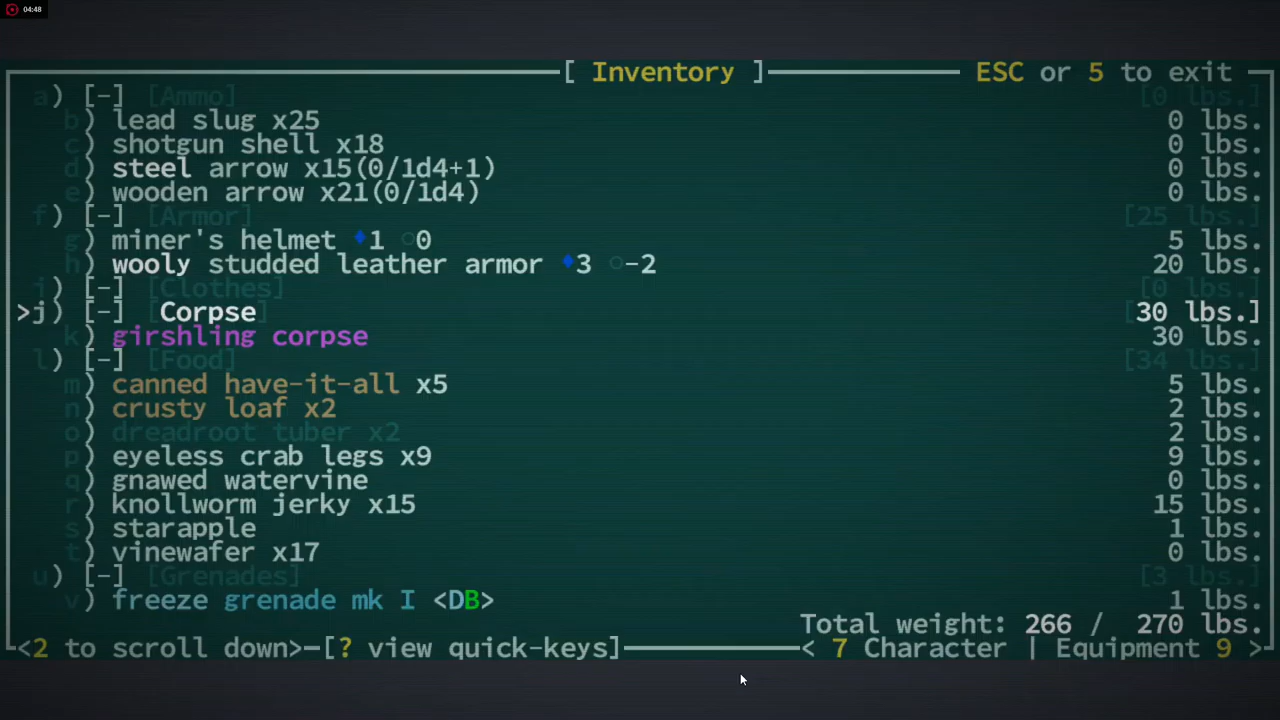 04:48
[ Inventory ] ESC or 5 to exit
a) [-] [Ammo] [0 lbs.]
b) lead slug x25 0 lbs.
c) shotgun shell x18 0 lbs.
d) steel arrow x15(0/1d4+1) 0 lbs.
e) wooden arrow x21(0/1d4) 0 lbs.
f) [-] [Armor] [25 lbs.]
g) miner's helmet ♦1 ○0 5 lbs.
h) wooly studded leather armor ♦3 ○-2 20 lbs.
i) [-] [Clothes] [0 lbs.]
>j) [-] Corpse] [30 lbs.]
k) girshling corpse 30 lbs.
l) [-] [Food] [34 lbs.]
m) canned have-it-all x5 5 lbs.
n) crusty loaf x2 2 lbs.
o) dreadroot tuber x2 2 lbs.
p) eyeless crab legs x9 9 lbs.
q) gnawed watervine 0 lbs.
r) knollworm jerky x15 15 lbs.
s) starapple 1 lbs.
t) vinewafer x17 0 lbs.
u) [-] [Grenades] [3 lbs.]
v) freeze grenade mk I <DB> 1 lbs.
Total weight: 266 / 270 lbs.
<2 to scroll down> [? view quick-keys] < 7 Character | Equipment 9 >